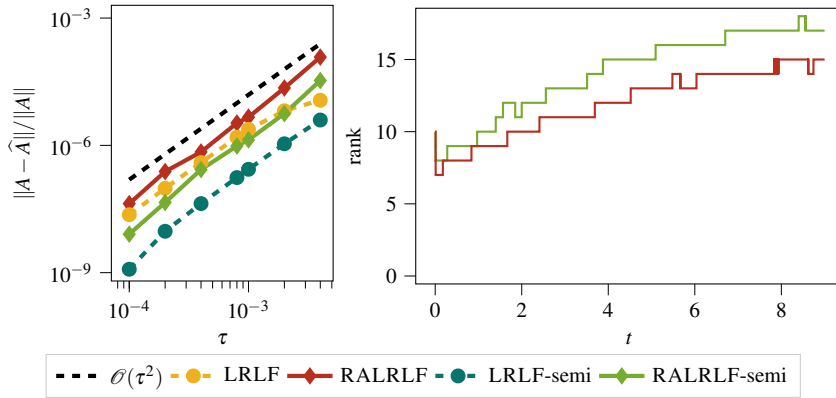 10⁻³
10⁻⁶
10⁻⁹
‖A − Â‖/‖A‖
10⁻⁴
10⁻³
τ
15
10
5
0
rank
0
2
4
6
8
t
𝒪(τ²)
LRLF
RALRLF
LRLF-semi
RALRLF-semi